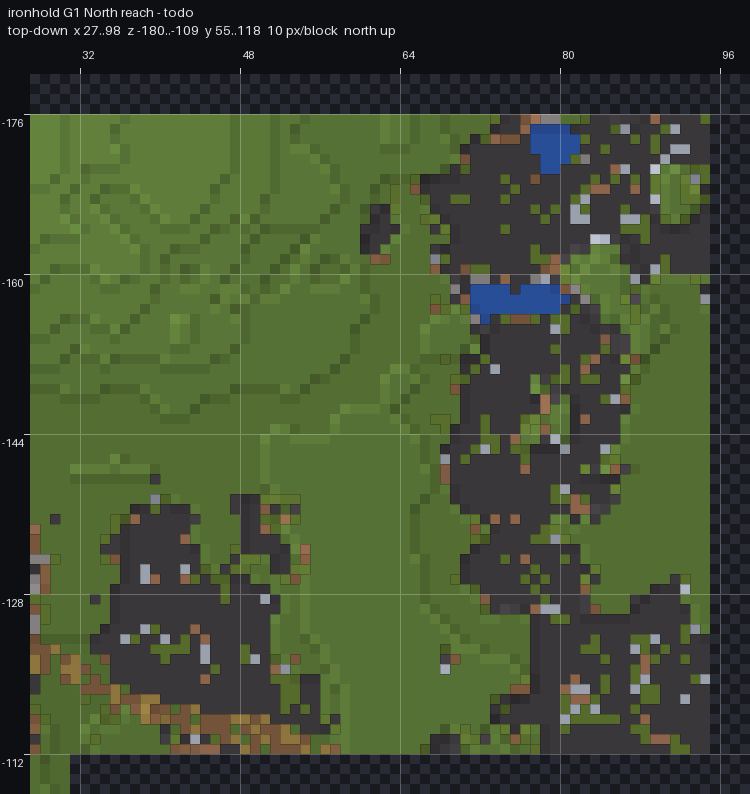 ironhold G1 North reach - todo
top-down x 27..98 z -180..-109 y 55..118 10 px/block north up
32 48 64 80 96
-176
-160
-144
-128
-112